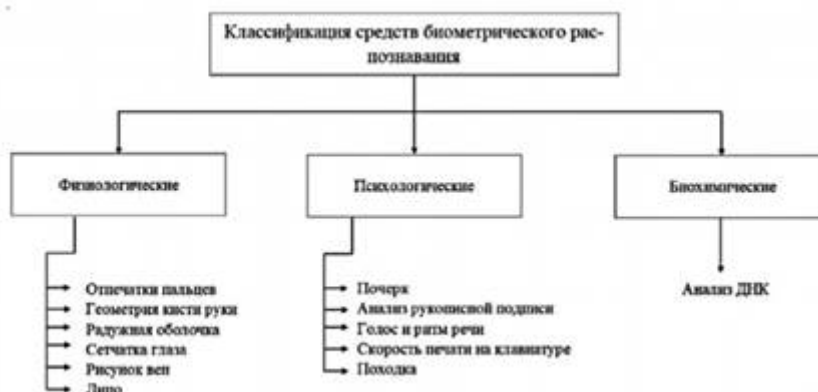 Классификация средств биометрического рас-
познавания
Физиологические
Психологические
Биохимические
Отпечатки пальцев
Геометрия кисти руки
Радужная оболочка
Сетчатка глаза
Рисунок вен
Лицо
Почерк
Анализ рукописной подписи
Голос и ритм речи
Скорость печати на клавиатуре
Походка
Анализ ДНК